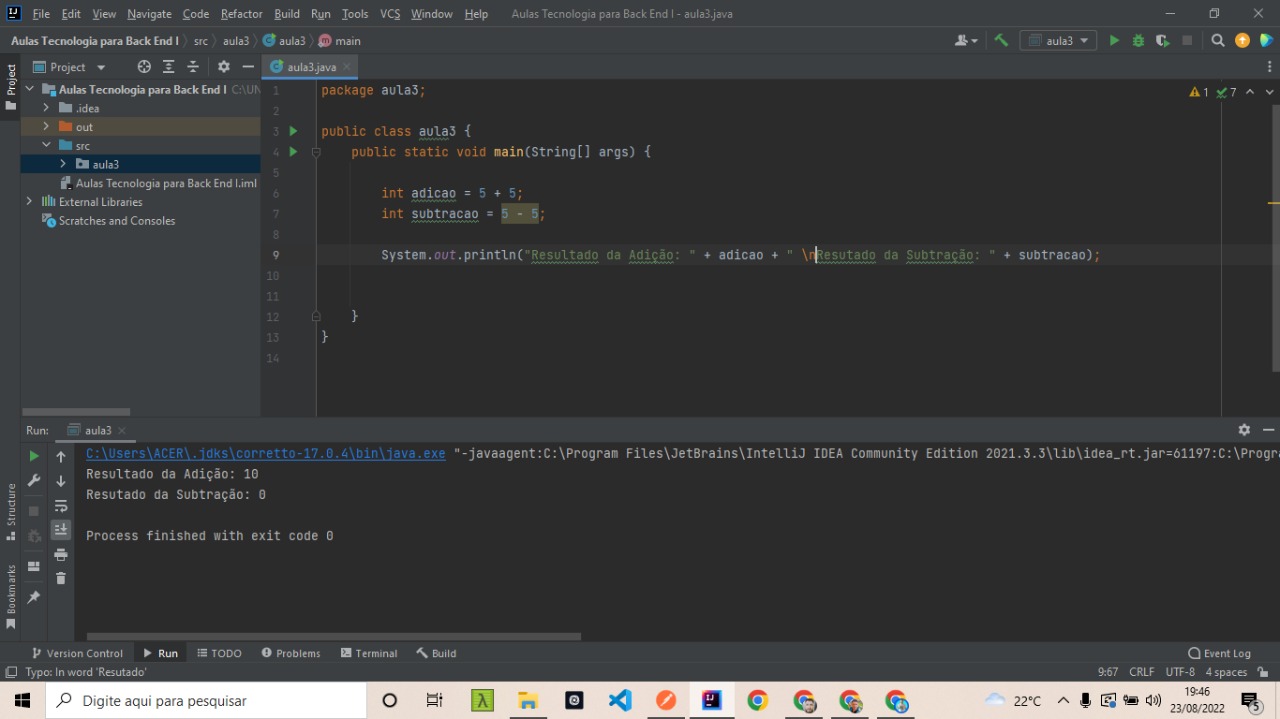 File Edit View Navigate Code Refactor Build Run Tools VCS Window Help Aulas Tecnologia para Back End I - aula3.java
Aulas Tecnologia para Back End I src aula3 aula3 main aula3
Project aula3.java
Project
Aulas Tecnologia para Back End I C:\UN
.idea
out
src
aula3
Aulas Tecnologia para Back End I.iml
External Libraries
Scratches and Consoles
1 package aula3;
2
3 public class aula3 {
4 public static void main(String[] args) {
5
6 int adicao = 5 + 5;
7 int subtracao = 5 - 5;
8
9 System.out.println("Resultado da Adição: " + adicao + " \nResutado da Subtração: " + subtracao);
10
11
12 }
13 }
14
1 7
Run: aula3
C:\Users\ACER\.jdks\corretto-17.0.4\bin\java.exe "-javaagent:C:\Program Files\JetBrains\IntelliJ IDEA Community Edition 2021.3.3\lib\idea_rt.jar=61197:C:\Progra
Resultado da Adição: 10
Resutado da Subtração: 0
Process finished with exit code 0
Structure
Bookmarks
Version Control Run TODO Problems Terminal Build Event Log
Typo: In word 'Resutado' 9:67 CRLF UTF-8 4 spaces
Digite aqui para pesquisar 22°C 19:46
23/08/2022 5